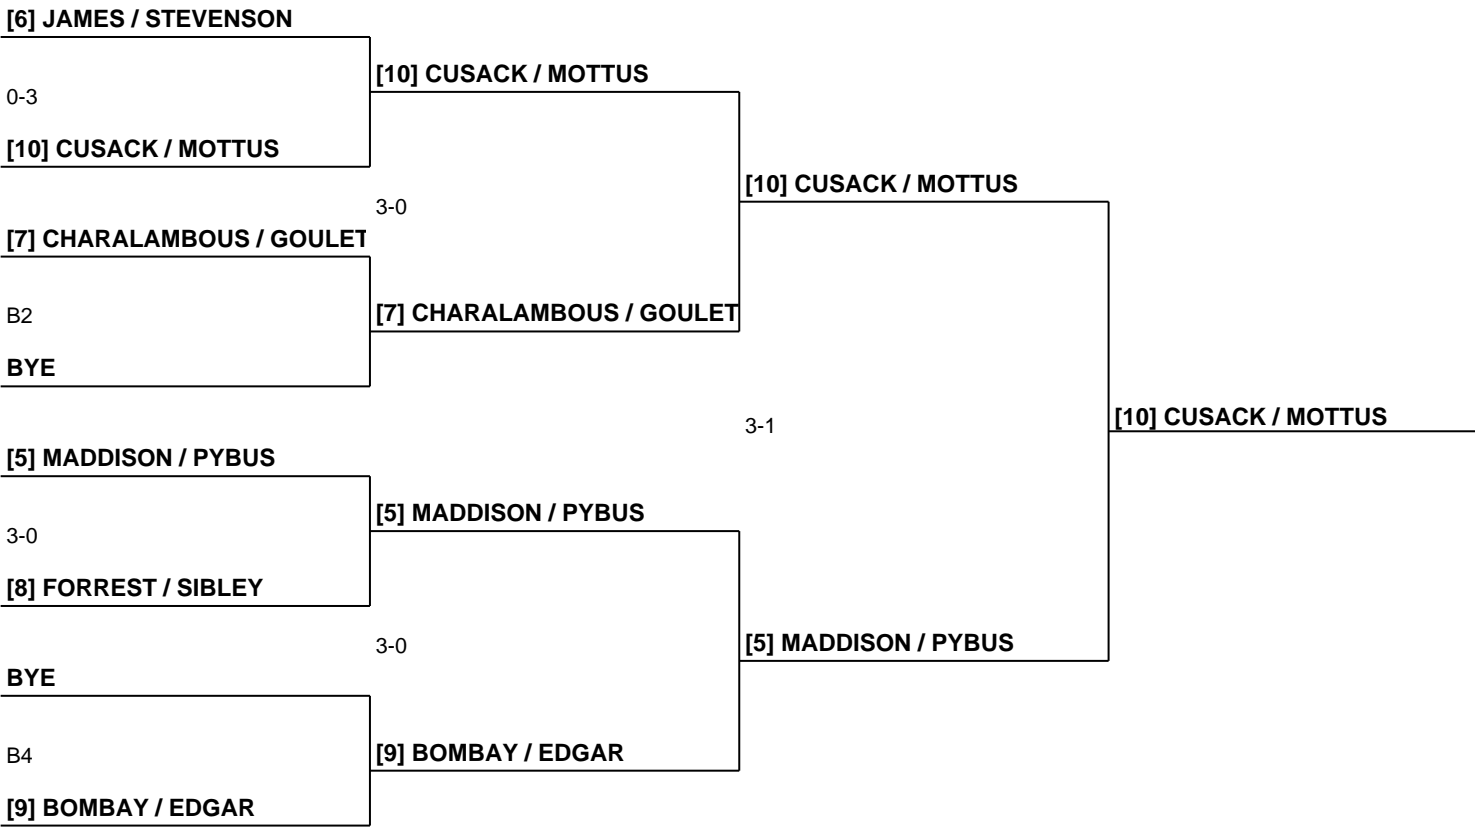 [6] JAMES / STEVENSON
0-3
[10] CUSACK / MOTTUS
[7] CHARALAMBOUS / GOULET
B2
BYE
[5] MADDISON / PYBUS
3-0
[8] FORREST / SIBLEY
BYE
B4
[9] BOMBAY / EDGAR
[10] CUSACK / MOTTUS
3-0
[7] CHARALAMBOUS / GOULET
[5] MADDISON / PYBUS
3-0
[9] BOMBAY / EDGAR
[10] CUSACK / MOTTUS
3-1
[5] MADDISON / PYBUS
[10] CUSACK / MOTTUS